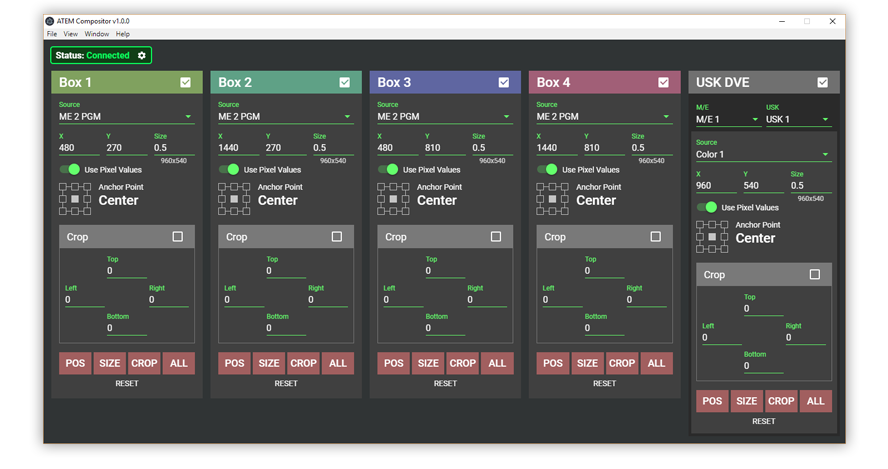 ATEM Compositor v1.0.0
File View Window Help
Status: Connected
Box 1
Source
ME 2 PGM
X Y Size
480 270 0.5
960x540
Use Pixel Values
Anchor Point
Center
Crop
Top
0
Left Right
0 0
Bottom
0
POS SIZE CROP ALL
RESET
Box 2
Source
ME 2 PGM
X Y Size
1440 270 0.5
960x540
Use Pixel Values
Anchor Point
Center
Crop
Top
0
Left Right
0 0
Bottom
0
POS SIZE CROP ALL
RESET
Box 3
Source
ME 2 PGM
X Y Size
480 810 0.5
960x540
Use Pixel Values
Anchor Point
Center
Crop
Top
0
Left Right
0 0
Bottom
0
POS SIZE CROP ALL
RESET
Box 4
Source
ME 2 PGM
X Y Size
1440 810 0.5
960x540
Use Pixel Values
Anchor Point
Center
Crop
Top
0
Left Right
0 0
Bottom
0
POS SIZE CROP ALL
RESET
USK DVE
M/E USK
M/E 1 USK 1
Source
Color 1
X Y Size
960 540 0.5
960x540
Use Pixel Values
Anchor Point
Center
Crop
Top
0
Left Right
0 0
Bottom
0
POS SIZE CROP ALL
RESET